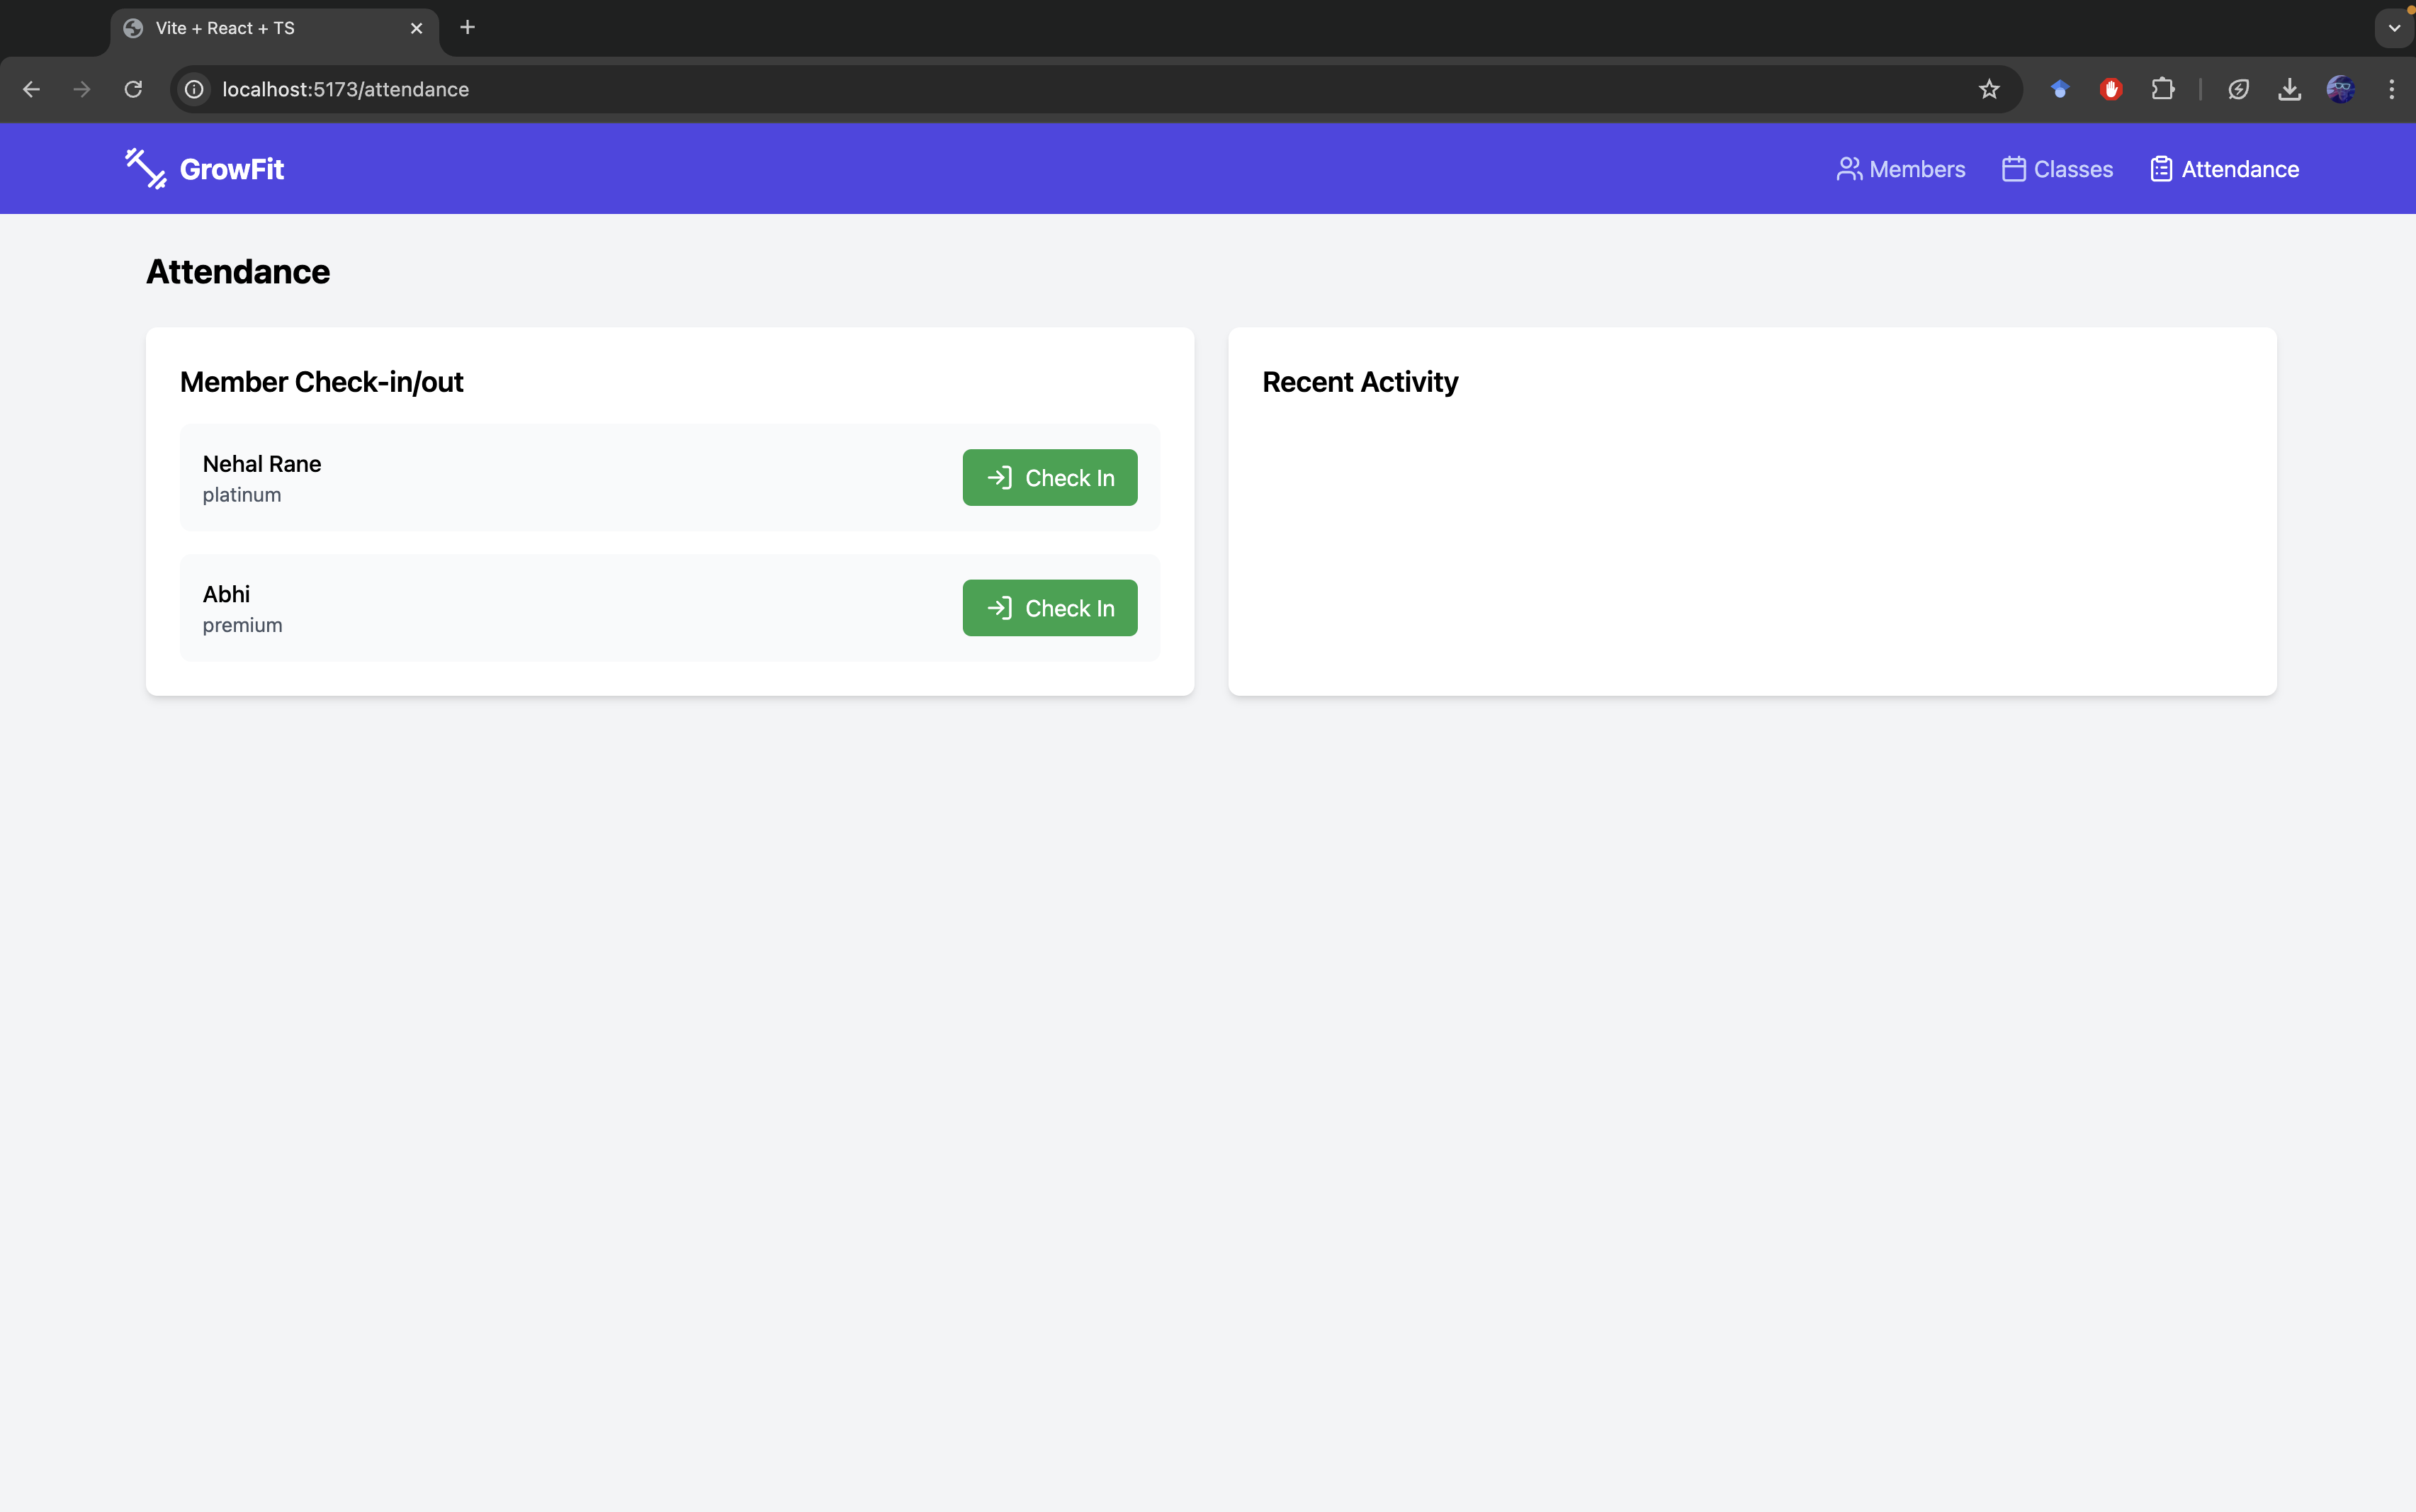 Vite + React + TS
localhost:5173/attendance
GrowFit
Members
Classes
Attendance
Attendance
Member Check-in/out
Nehal Rane
platinum
Check In
Abhi
premium
Check In
Recent Activity